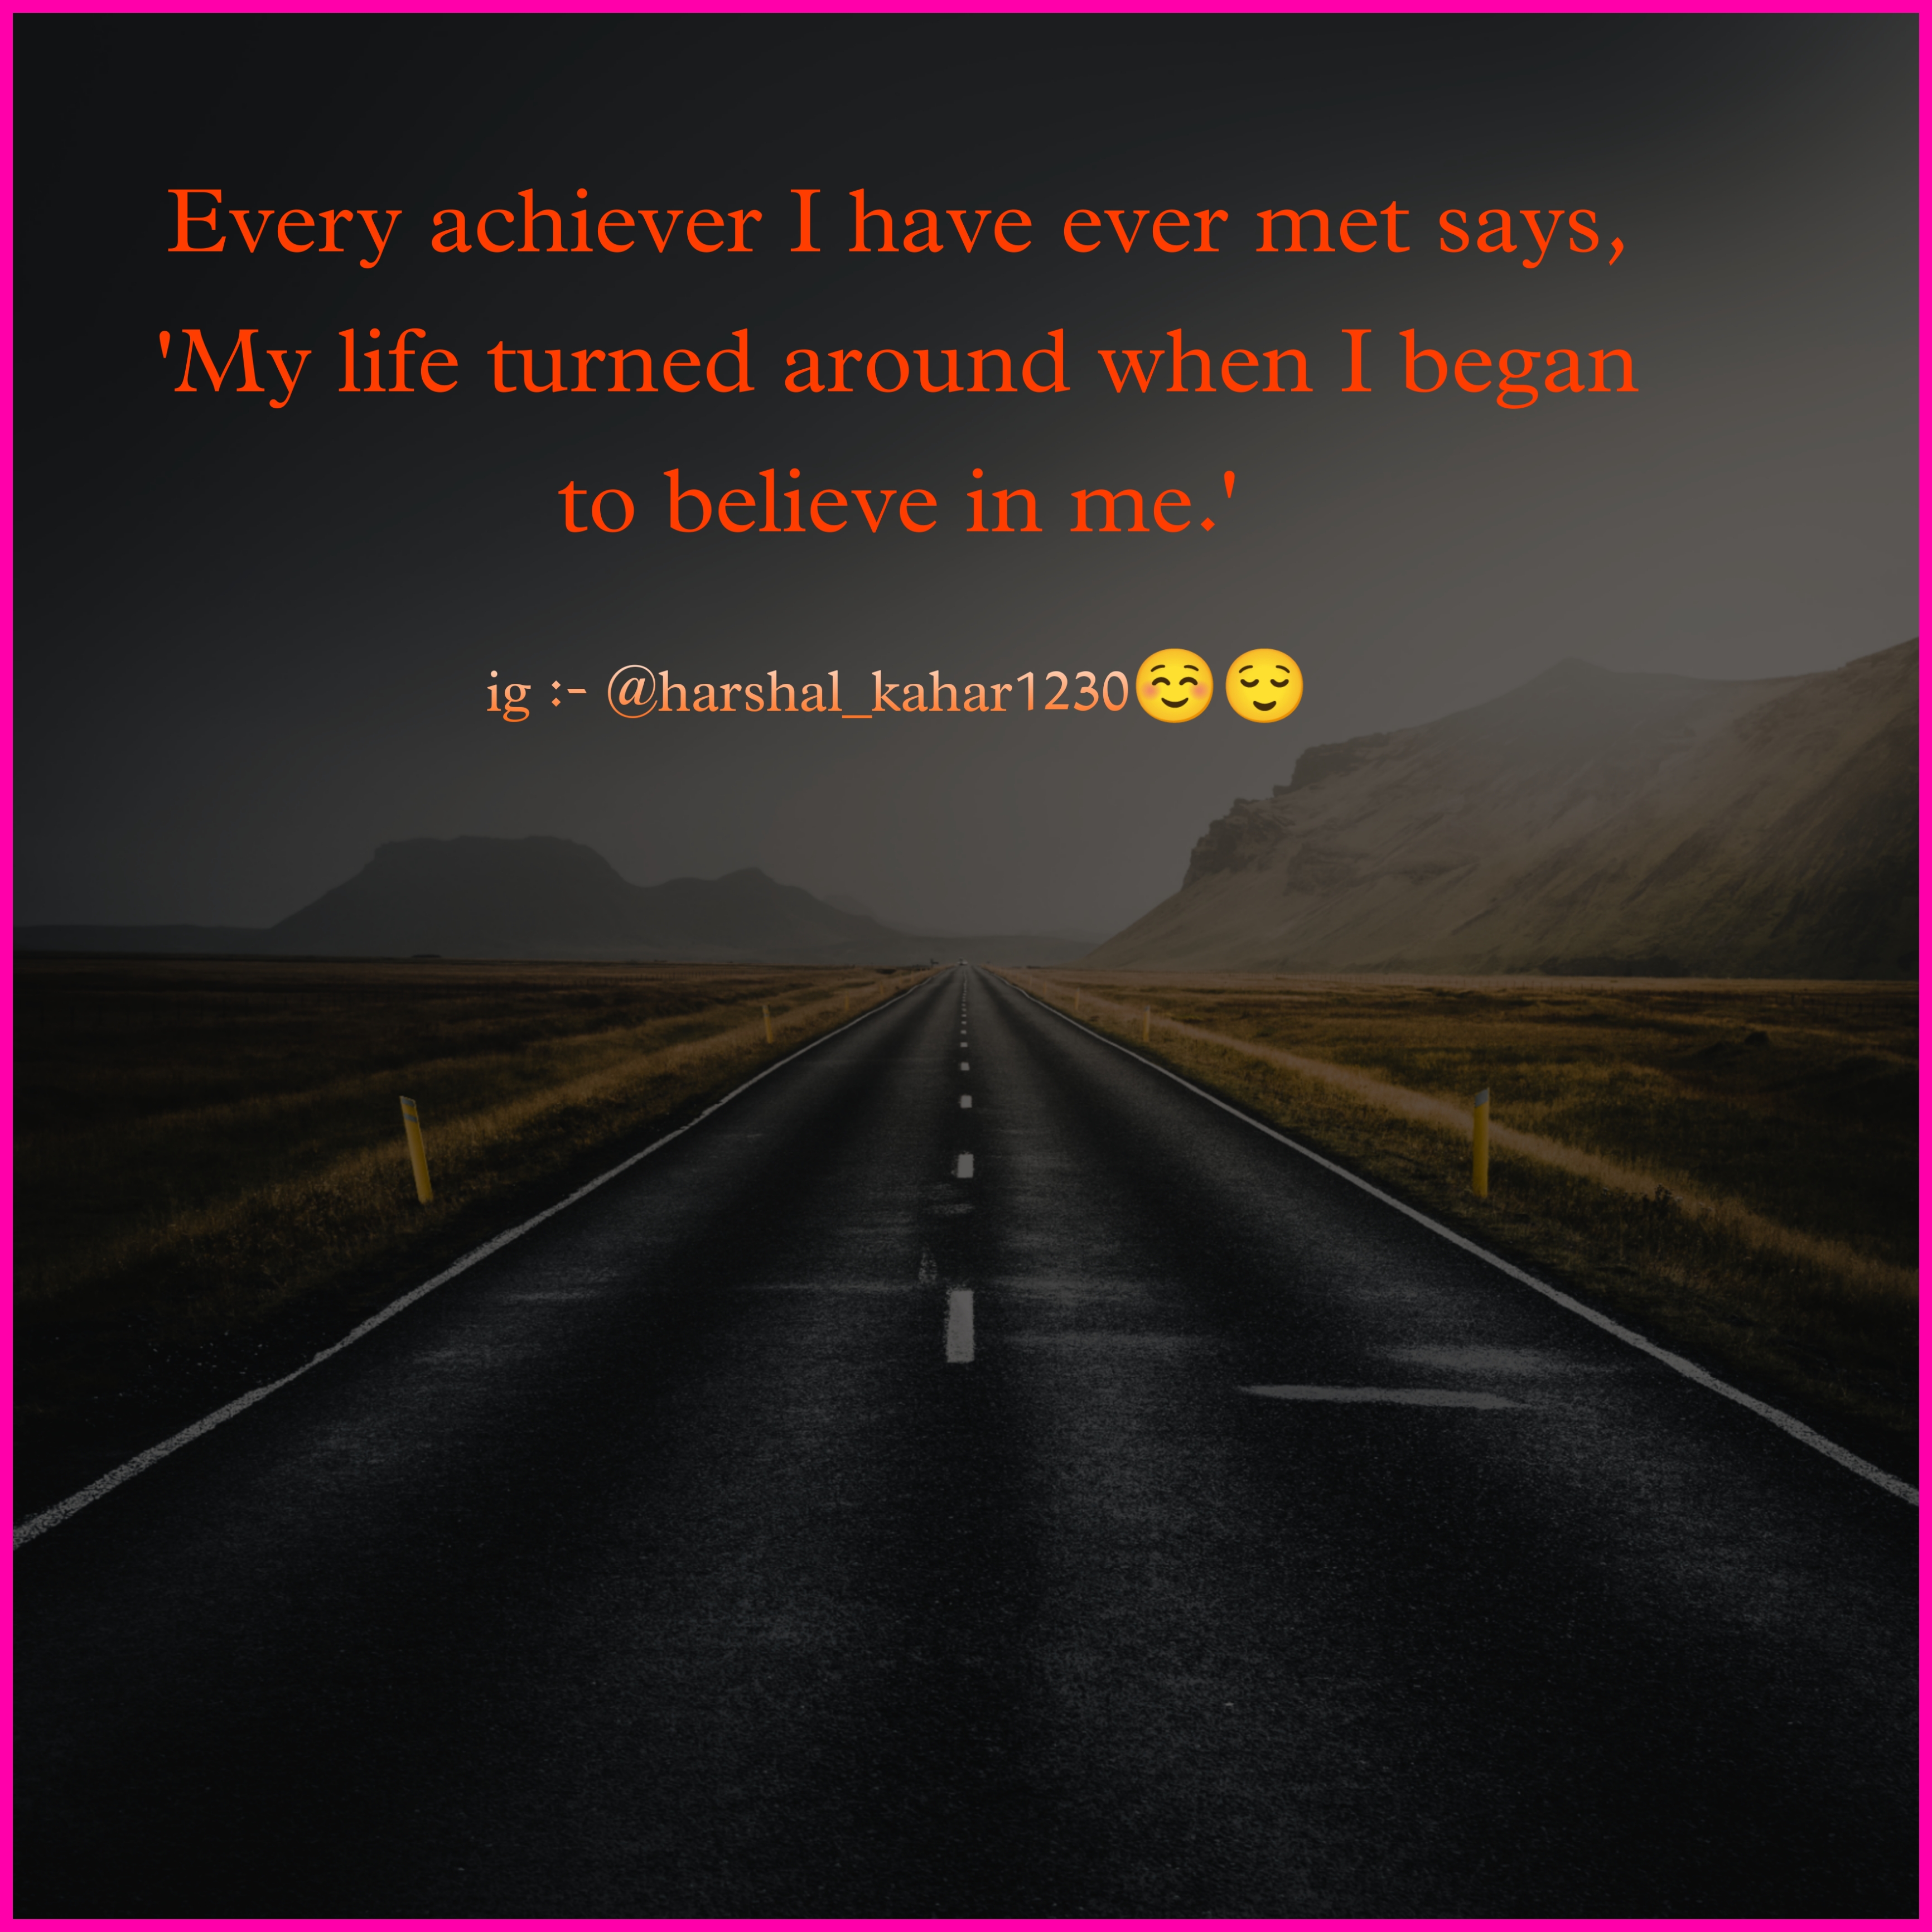 Every achiever I have ever met says,
'My life turned around when I began
to believe in me.'
ig :- @harshal_kahar1230☺️😌